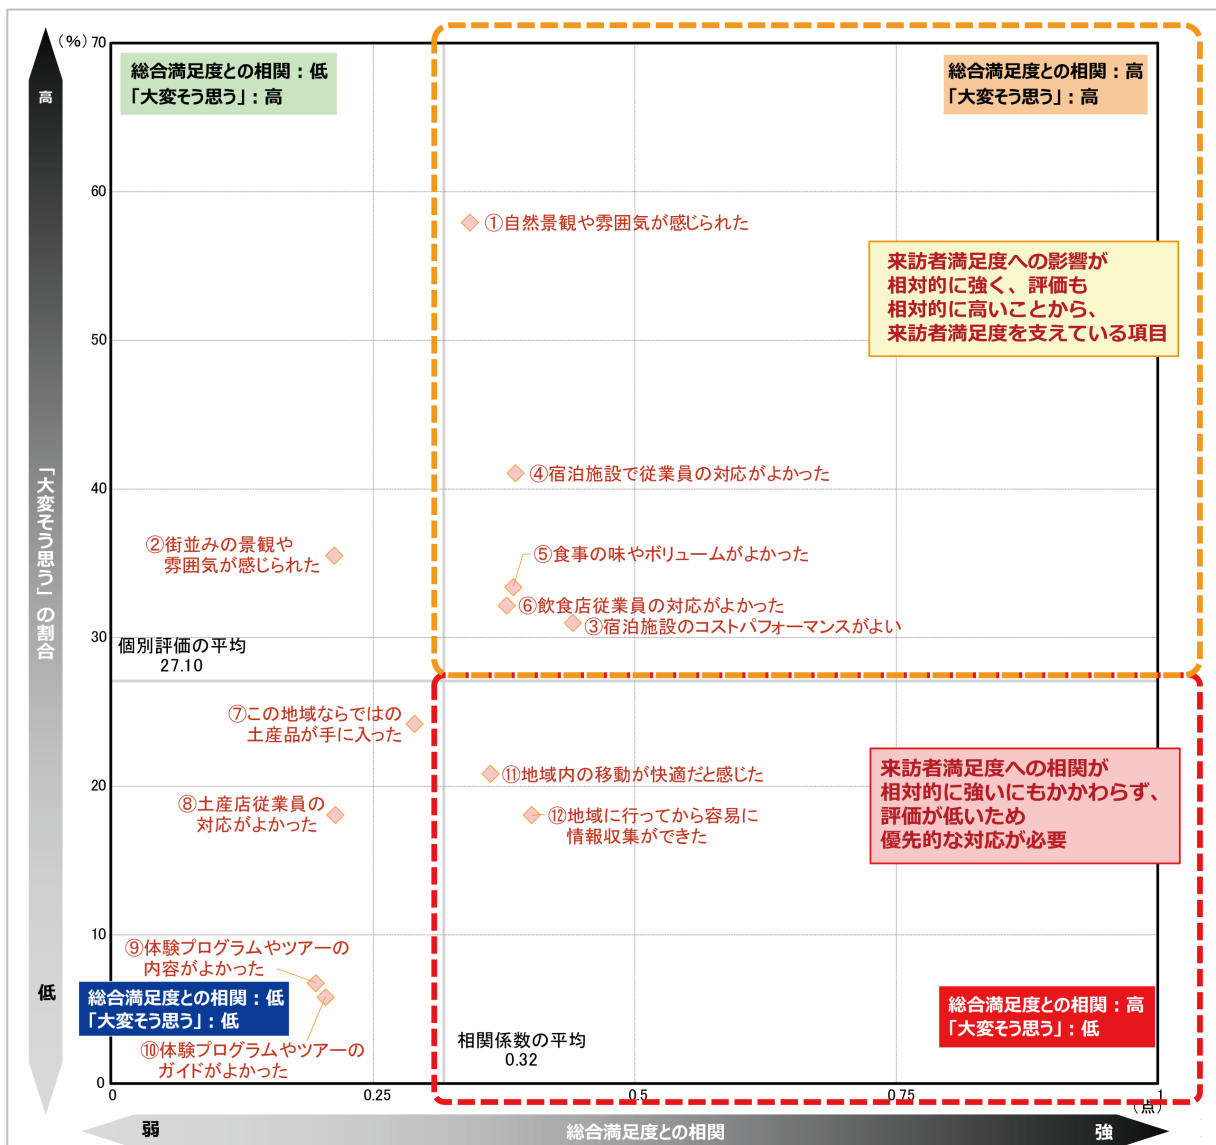 (%)
70
60
50
40
30
20
10
0
高
「大変そう思う」の割合
低
総合満足度との相関：低
「大変そう思う」：高
総合満足度との相関：高
「大変そう思う」：高
①自然景観や雰囲気が感じられた
来訪者満足度への影響が
相対的に強く、評価も
相対的に高いことから、
来訪者満足度を支えている項目
④宿泊施設で従業員の対応がよかった
②街並みの景観や
雰囲気が感じられた
⑤食事の味やボリュームがよかった
⑥飲食店従業員の対応がよかった
③宿泊施設のコストパフォーマンスがよい
個別評価の平均
27.10
⑦この地域ならではの
土産品が手に入った
⑪地域内の移動が快適だと感じた
⑧土産店従業員の
対応がよかった
⑫地域に行ってから容易に
情報収集ができた
来訪者満足度への相関が
相対的に強いにもかかわらず、
評価が低いため
優先的な対応が必要
⑨体験プログラムやツアーの
内容がよかった
総合満足度との相関：低
「大変そう思う」：低
⑩体験プログラムやツアーの
ガイドがよかった
相関係数の平均
0.32
総合満足度との相関：高
「大変そう思う」：低
0
0.25
0.5
0.75
1
(点)
弱
総合満足度との相関
強